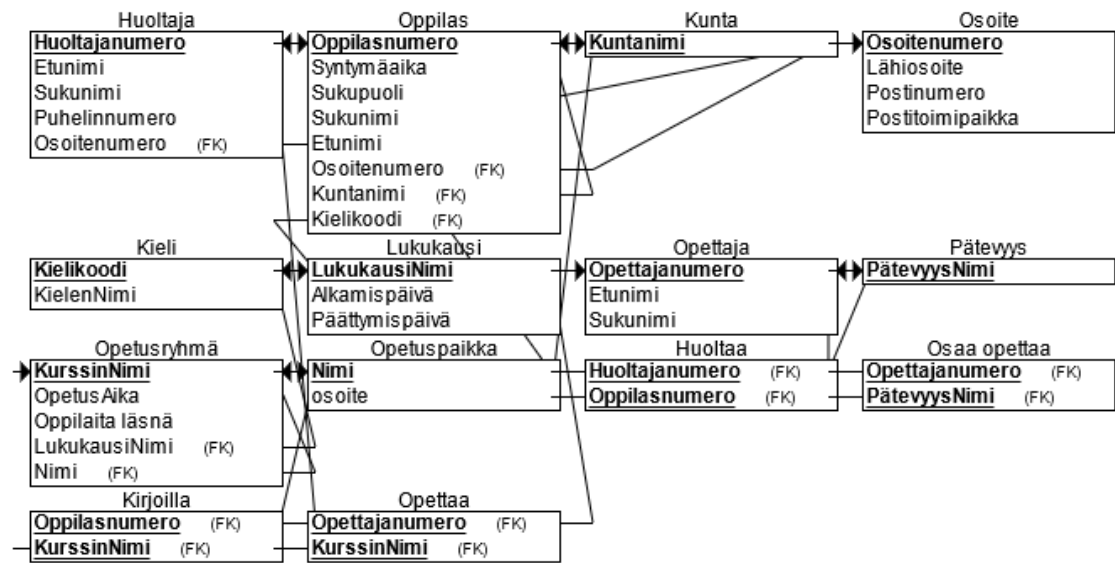 Huoltaja
Huoltajanumero
Etunimi
Sukunimi
Puhelinnumero
Osoitenumero (FK)
Oppilas
Oppilasnumero
Syntymäaika
Sukupuoli
Sukunimi
Etunimi
Osoitenumero (FK)
Kuntanimi (FK)
Kielikoodi (FK)
Kunta
Kuntanimi
Osoite
Osoitenumero
Lähiosoite
Postinumero
Postitoimipaikka
Kieli
Kielikoodi
KielenNimi
Lukukausi
LukukausiNimi
Alkamispäivä
Päättymispäivä
Opettaja
Opettajanumero
Etunimi
Sukunimi
Pätevyys
PätevyysNimi
Opetusryhmä
KurssinNimi
OpetusAika
Oppilaita läsnä
LukukausiNimi (FK)
Nimi (FK)
Opetuspaikka
Nimi
osoite
Huoltaa
Huoltajanumero (FK)
Oppilasnumero (FK)
Osaa opettaa
Opettajanumero (FK)
PätevyysNimi (FK)
Kirjoilla
Oppilasnumero (FK)
KurssinNimi (FK)
Opettaa
Opettajanumero (FK)
KurssinNimi (FK)